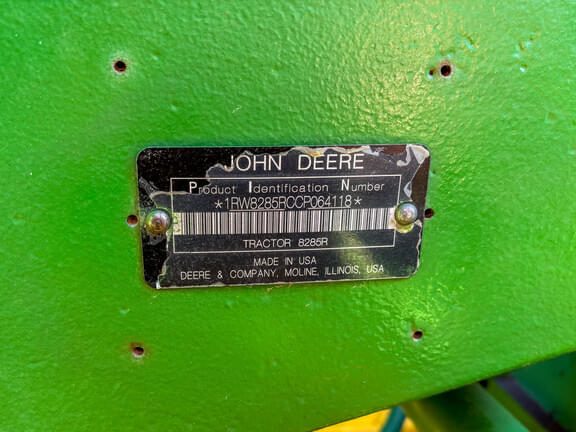 JOHN DEERE
Product Identification Number
*1RW8285RCCP064118*
TRACTOR 8285R
MADE IN USA
DEERE & COMPANY, MOLINE, ILLINOIS, USA